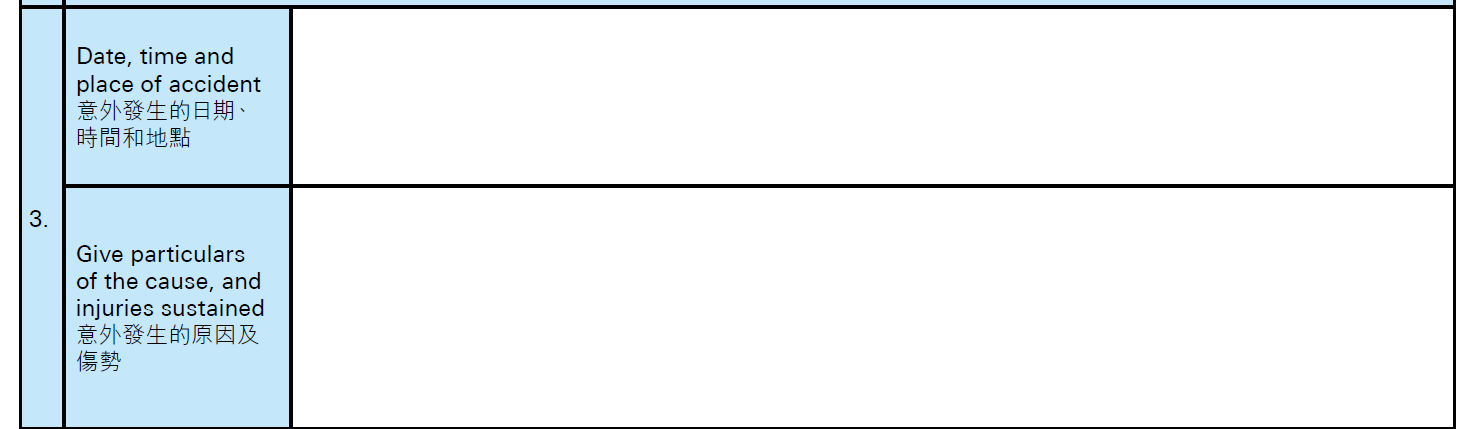 3.
Date, time and
place of accident
意外發生的日期、
時間和地點
Give particulars
of the cause, and
injuries sustained
意外發生的原因及
傷勢